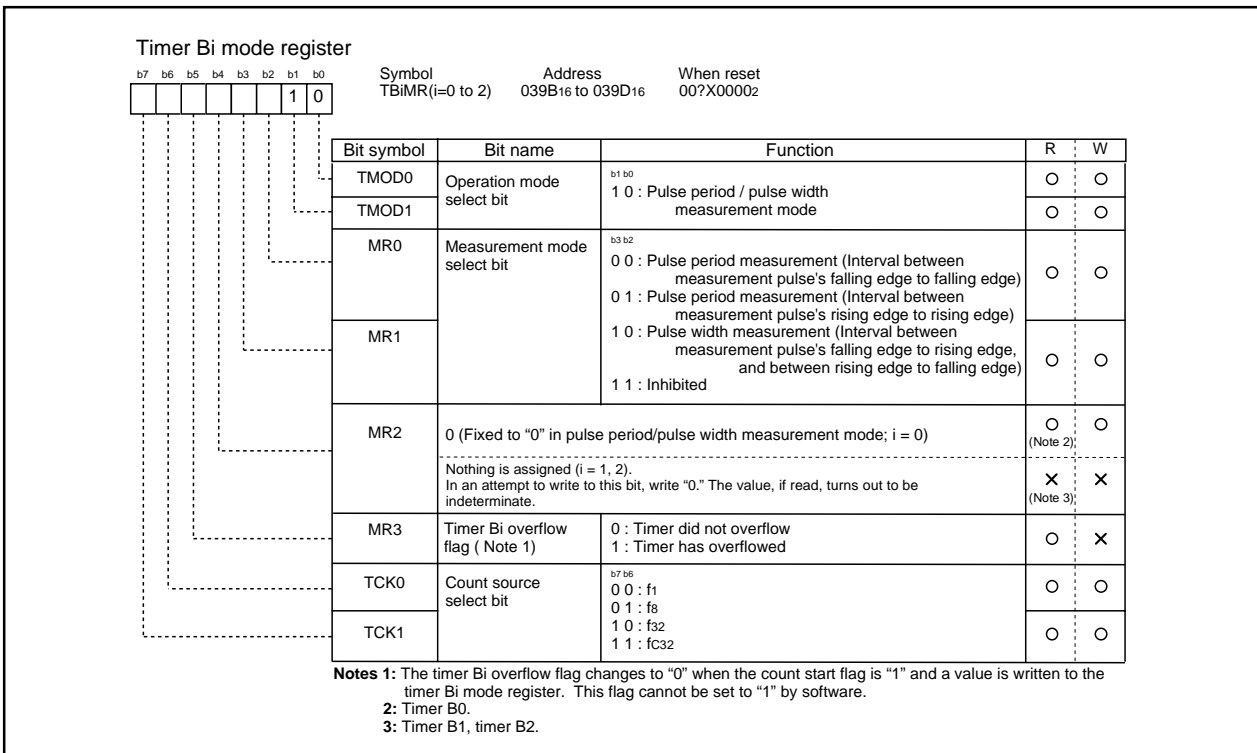 Timer Bi mode register
b7 b6 b5 b4 b3 b2 b1 b0
1 0
Symbol Address When reset
TBiMR(i=0 to 2) 039B16 to 039D16 00?X00002
Bit symbol Bit name Function R W
TMOD0
TMOD1
Operation mode
select bit
b1 b0
1 0 : Pulse period / pulse width
measurement mode
MR0
MR1
Measurement mode
select bit
b3 b2
0 0 : Pulse period measurement (Interval between
measurement pulse's falling edge to falling edge)
0 1 : Pulse period measurement (Interval between
measurement pulse's rising edge to rising edge)
1 0 : Pulse width measurement (Interval between
measurement pulse's falling edge to rising edge,
and between rising edge to falling edge)
1 1 : Inhibited
MR2
0 (Fixed to “0” in pulse period/pulse width measurement mode; i = 0)
(Note 2)
Nothing is assigned (i = 1, 2).
In an attempt to write to this bit, write “0.” The value, if read, turns out to be
indeterminate.
(Note 3)
MR3
Timer Bi overflow
flag ( Note 1)
0 : Timer did not overflow
1 : Timer has overflowed
TCK0
TCK1
Count source
select bit
b7 b6
0 0 : f1
0 1 : f8
1 0 : f32
1 1 : fC32
Notes 1: The timer Bi overflow flag changes to “0” when the count start flag is “1” and a value is written to the
timer Bi mode register. This flag cannot be set to “1” by software.
2: Timer B0.
3: Timer B1, timer B2.